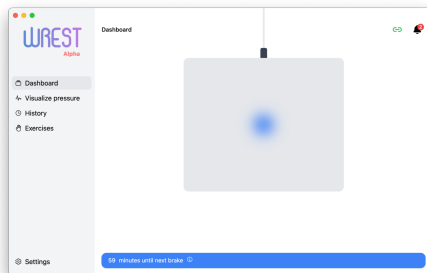 WREST
Alpha
Dashboard
Dashboard
Visualize pressure
History
Exercises
Settings
59 minutes until next brake